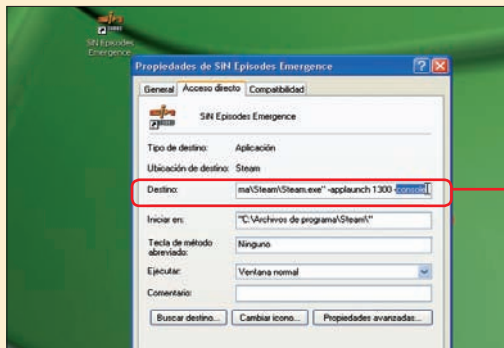 SiN Episodes
Emergence
Propiedades de SiN Episodes Emergence
General Acceso directo Compatibilidad
SiN Episodes Emergence
Tipo de destino: Aplicación
Ubicación de destino: Steam
Destino: ma\Steam\Steam.exe" -applaunch 1300 -console
Iniciar en: "C:\Archivos de programa\Steam\"
Tecla de método abreviado: Ninguno
Ejecutar: Ventana normal
Comentario:
Buscar destino... Cambiar icono... Propiedades avanzadas...